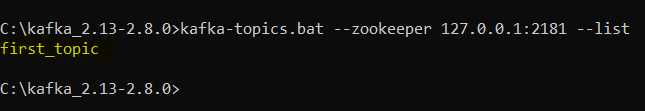 C:\kafka_2.13-2.8.0>kafka-topics.bat --zookeeper 127.0.0.1:2181 --list
first_topic
C:\kafka_2.13-2.8.0>